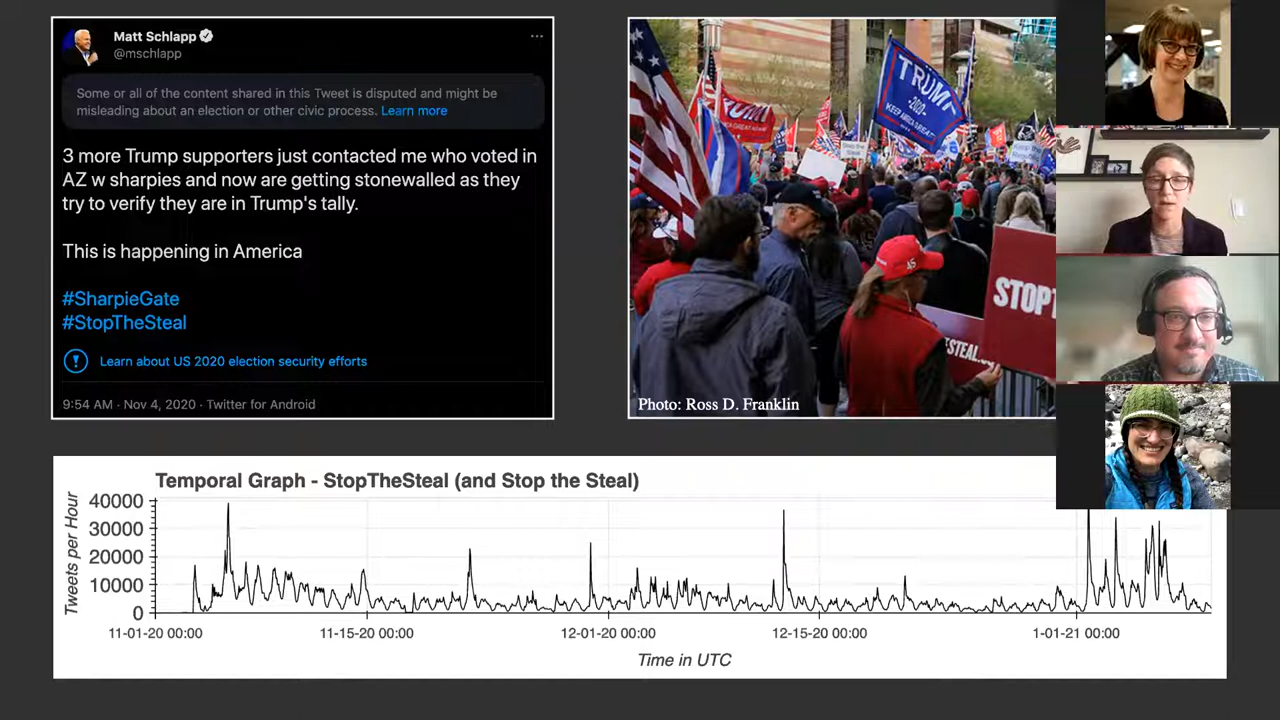 Matt Schlapp
@mschlapp
Some or all of the content shared in this Tweet is disputed and might be
misleading about an election or other civic process. Learn more
3 more Trump supporters just contacted me who voted in
AZ w sharpies and now are getting stonewalled as they
try to verify they are in Trump's tally.
This is happening in America
#SharpieGate
#StopTheSteal
Learn about US 2020 election security efforts
9:54 AM · Nov 4, 2020 · Twitter for Android
TRUMP
TRUMP
2020
KEEP AMERICA GREAT
45
STOP
STEAL.
Photo: Ross D. Franklin
Temporal Graph - StopTheSteal (and Stop the Steal)
Tweets per Hour
40000
30000
20000
10000
0
11-01-20 00:00
11-15-20 00:00
12-01-20 00:00
12-15-20 00:00
1-01-21 00:00
Time in UTC